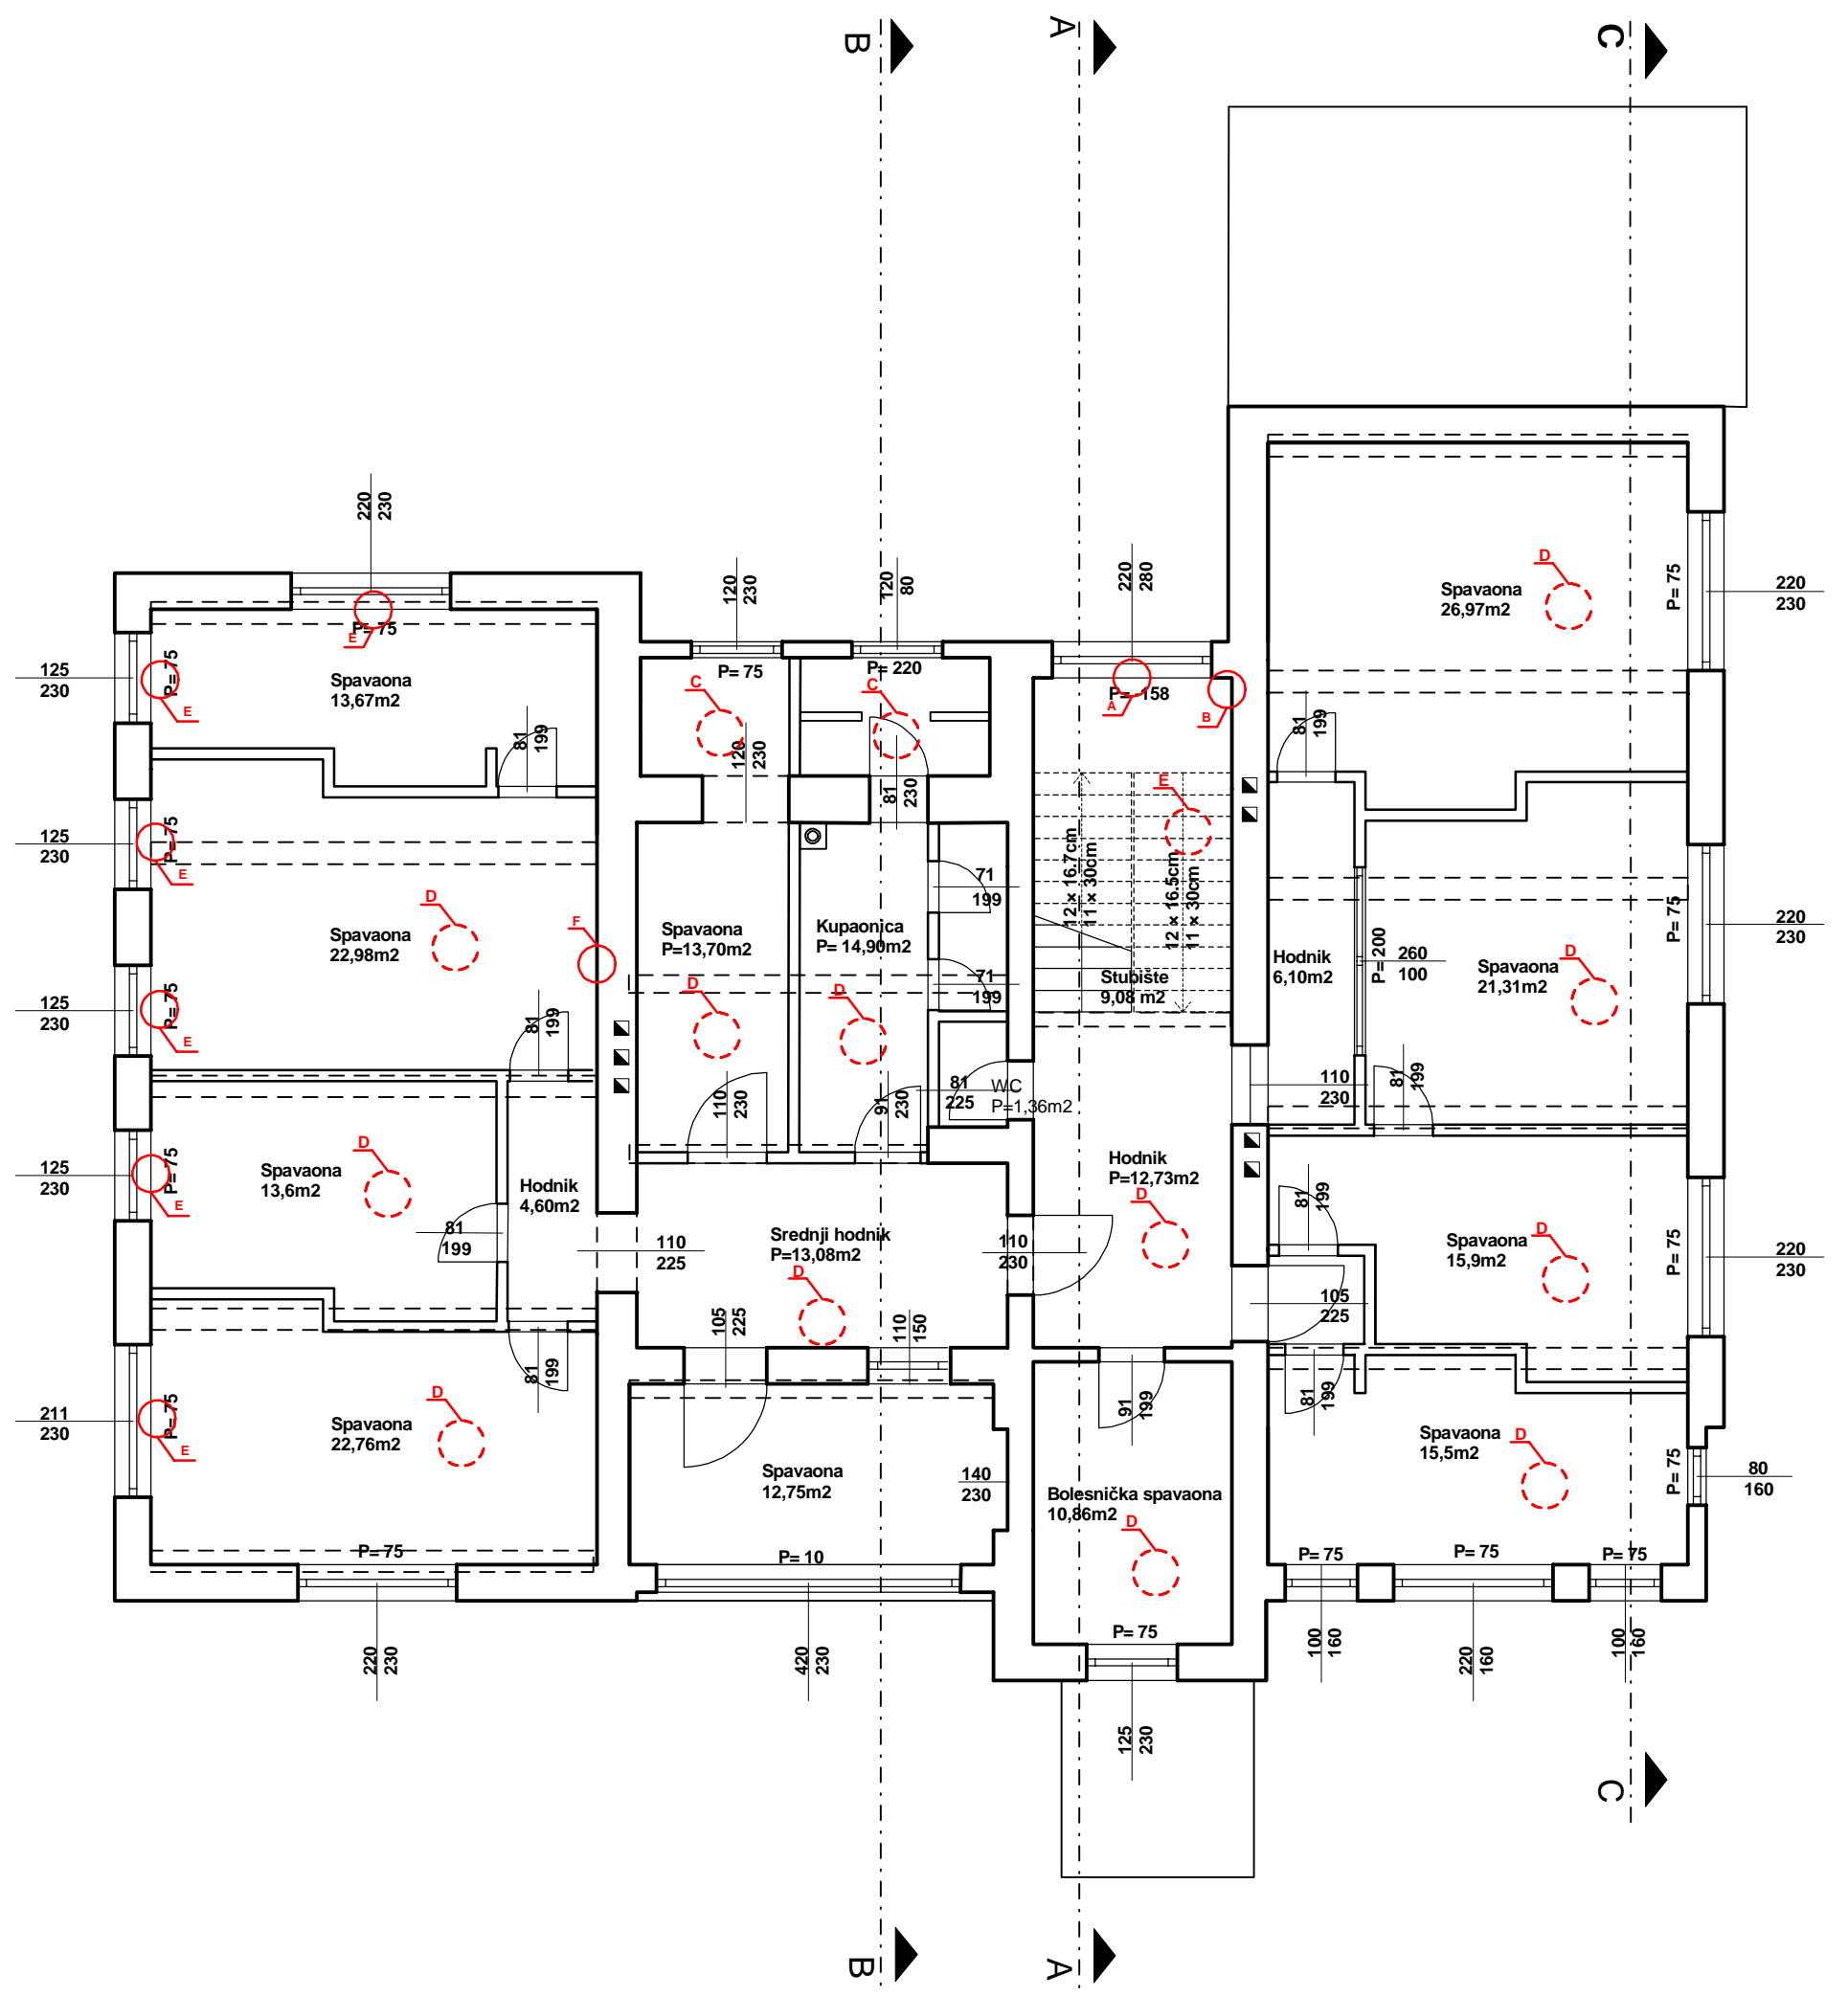 B
A
C
220
230
120
230
120
80
220
280
P= 75
E
P= 75
P= 220
P= -158
A
B
C
C
D
Spavaona
26,97m2
P= 75
220
230
125
230
P= 75
E
Spavaona
13,67m2
81
199
120
230
81
230
81
199
E
125
230
P= 75
E
12 × 16.7cm
11 × 30cm
12 × 16.5cm
11 × 30cm
71
199
D
Spavaona
22,98m2
F
Spavaona
P=13,70m2
Kupaonica
P= 14,90m2
71
199
Stubište
9,08 m2
Hodnik
6,10m2
P= 200
260
100
Spavaona
21,31m2
D
P= 75
220
230
125
230
P= 75
E
81
199
D
D
110
230
91
230
81
225
WC
P=1,36m2
110
230
81
199
125
230
P= 75
E
Spavaona
13,6m2
D
Hodnik
4,60m2
81
199
110
225
Srednji hodnik
P=13,08m2
D
110
230
Hodnik
P=12,73m2
D
81
199
Spavaona
15,9m2
D
P= 75
220
230
105
225
105
225
110
150
81
199
91
199
81
199
211
230
P= 75
E
Spavaona
22,76m2
D
Spavaona
12,75m2
140
230
Bolesnička spavaona
10,86m2
D
Spavaona
15,5m2
D
P= 75
80
160
P= 75
P= 10
P= 75
P= 75
P= 75
P= 75
220
230
420
230
125
230
100
160
220
160
100
160
C
B
A